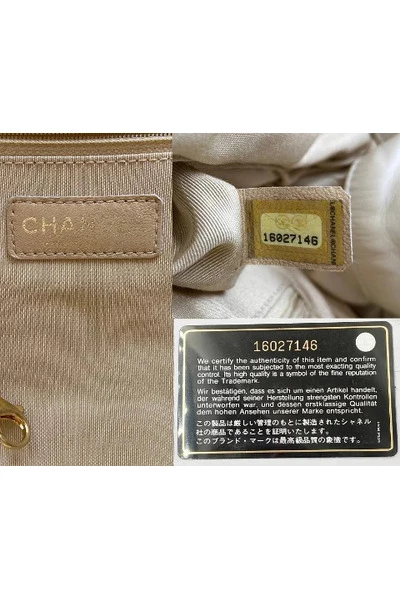 CHA
16027146
16027146
We certify the authenticity of this item and confirm
that it has been subjected to the most exacting quality
control. Its high quality is a symbol of the fine reputation
of the Trademark.
Wir bestätigen, dass es sich um einen Artikel handelt,
der während seiner Herstellung strengsten Kontrollen
unterworfen war, und dessen erstklassige Qualität
dem hohen Ansehen unserer Marke entspricht.
この製品は厳しい管理のもとに製造されたシャネル
社の商品であることを証明いたします。
このブランド・マークは最高級品質の象徴です。